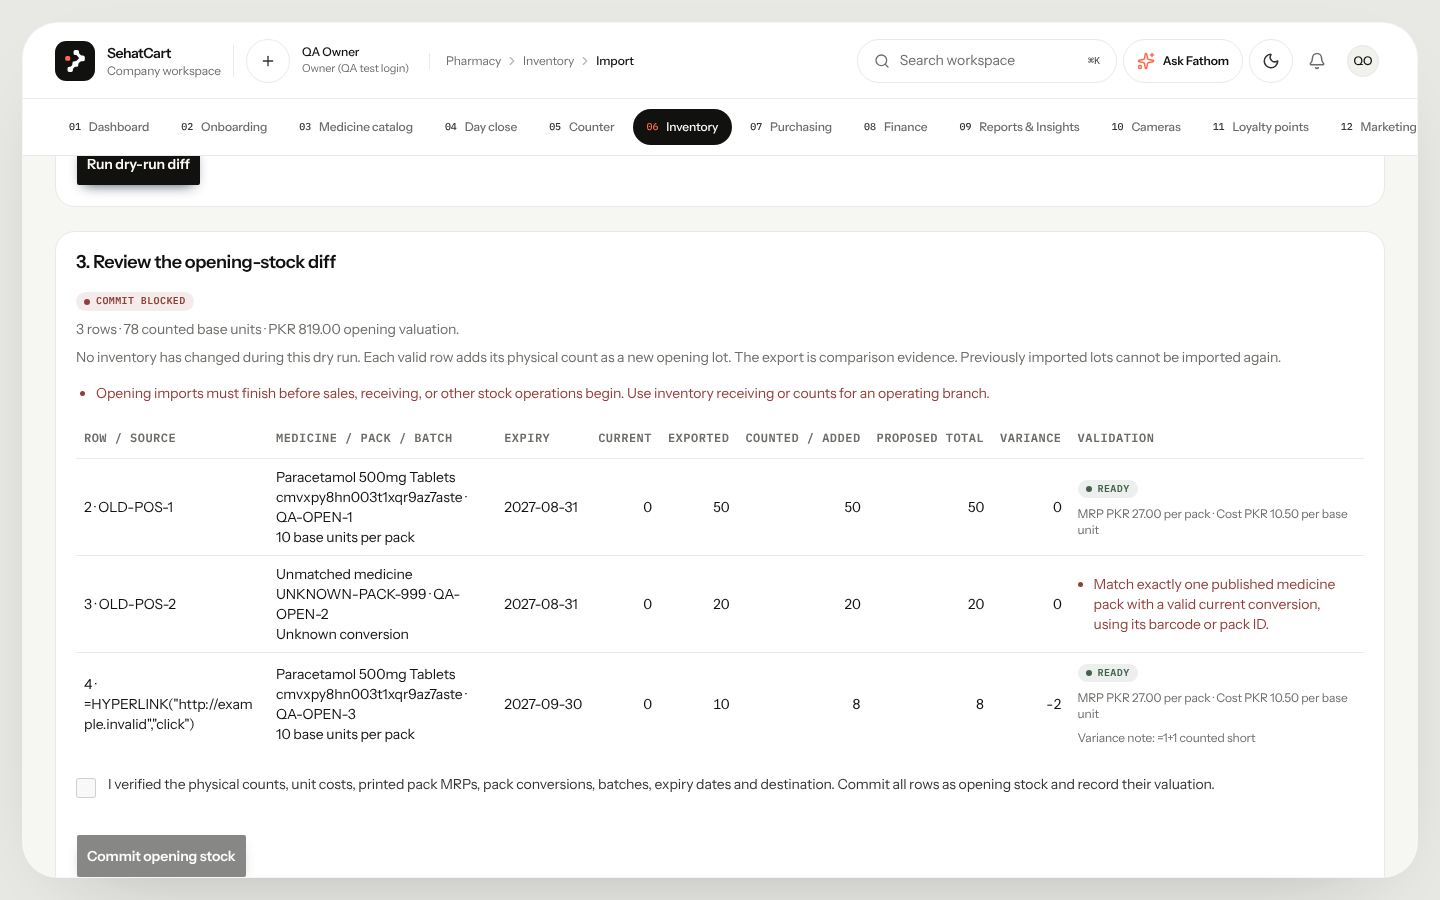 SehatCart
Company workspace
QA Owner
Owner (QA test login)
Pharmacy > Inventory > Import
Search workspace ⌘K
Ask Fathom
QO
01 Dashboard 02 Onboarding 03 Medicine catalog 04 Day close 05 Counter 06 Inventory 07 Purchasing 08 Finance 09 Reports & Insights 10 Cameras 11 Loyalty points 12 Marketing
Run dry-run diff
3. Review the opening-stock diff
COMMIT BLOCKED
3 rows · 78 counted base units · PKR 819.00 opening valuation.
No inventory has changed during this dry run. Each valid row adds its physical count as a new opening lot. The export is comparison evidence. Previously imported lots cannot be imported again.
• Opening imports must finish before sales, receiving, or other stock operations begin. Use inventory receiving or counts for an operating branch.
ROW / SOURCE MEDICINE / PACK / BATCH EXPIRY CURRENT EXPORTED COUNTED / ADDED PROPOSED TOTAL VARIANCE VALIDATION
2 · OLD-POS-1
Paracetamol 500mg Tablets
cmvxpy8hn003t1xqr9az7aste ·
QA-OPEN-1
10 base units per pack
2027-08-31 0 50 50 50 0
READY
MRP PKR 27.00 per pack · Cost PKR 10.50 per base
unit
3 · OLD-POS-2
Unmatched medicine
UNKNOWN-PACK-999 · QA-
OPEN-2
Unknown conversion
2027-08-31 0 20 20 20 0
• Match exactly one published medicine
pack with a valid current conversion,
using its barcode or pack ID.
4 ·
=HYPERLINK("http://exam
ple.invalid","click")
Paracetamol 500mg Tablets
cmvxpy8hn003t1xqr9az7aste ·
QA-OPEN-3
10 base units per pack
2027-09-30 0 10 8 8 -2
READY
MRP PKR 27.00 per pack · Cost PKR 10.50 per base
unit
Variance note: =1+1 counted short
I verified the physical counts, unit costs, printed pack MRPs, pack conversions, batches, expiry dates and destination. Commit all rows as opening stock and record their valuation.
Commit opening stock